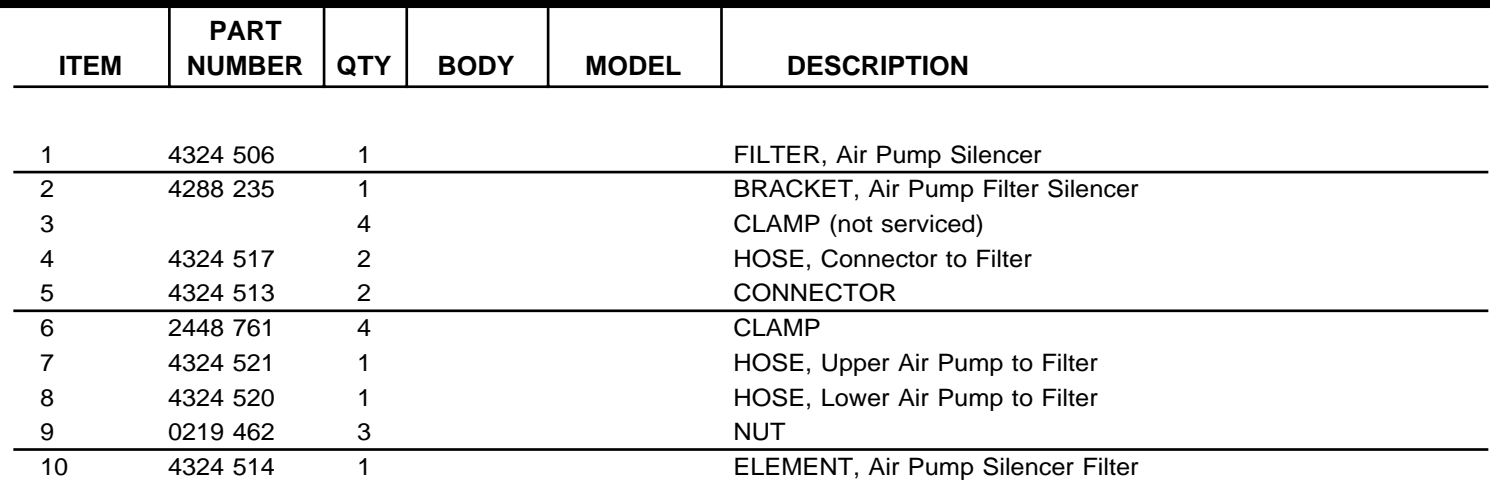 PART
ITEM NUMBER QTY BODY MODEL DESCRIPTION
1 4324 506 1 FILTER, Air Pump Silencer
2 4288 235 1 BRACKET, Air Pump Filter Silencer
3 4 CLAMP (not serviced)
4 4324 517 2 HOSE, Connector to Filter
5 4324 513 2 CONNECTOR
6 2448 761 4 CLAMP
7 4324 521 1 HOSE, Upper Air Pump to Filter
8 4324 520 1 HOSE, Lower Air Pump to Filter
9 0219 462 3 NUT
10 4324 514 1 ELEMENT, Air Pump Silencer Filter